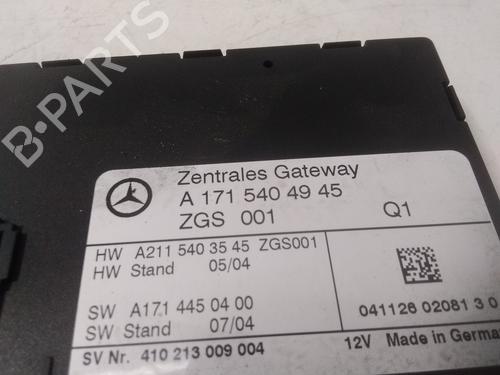 B-PARTS
Zentrales Gateway
A 171 540 49 45
ZGS 001 Q1
HW A211 540 35 45 ZGS001
HW Stand 05/04
SW A171 445 04 00
SW Stand 07/04
041126 02081 3 0
SV Nr. 410 213 009 004
12V Made in German